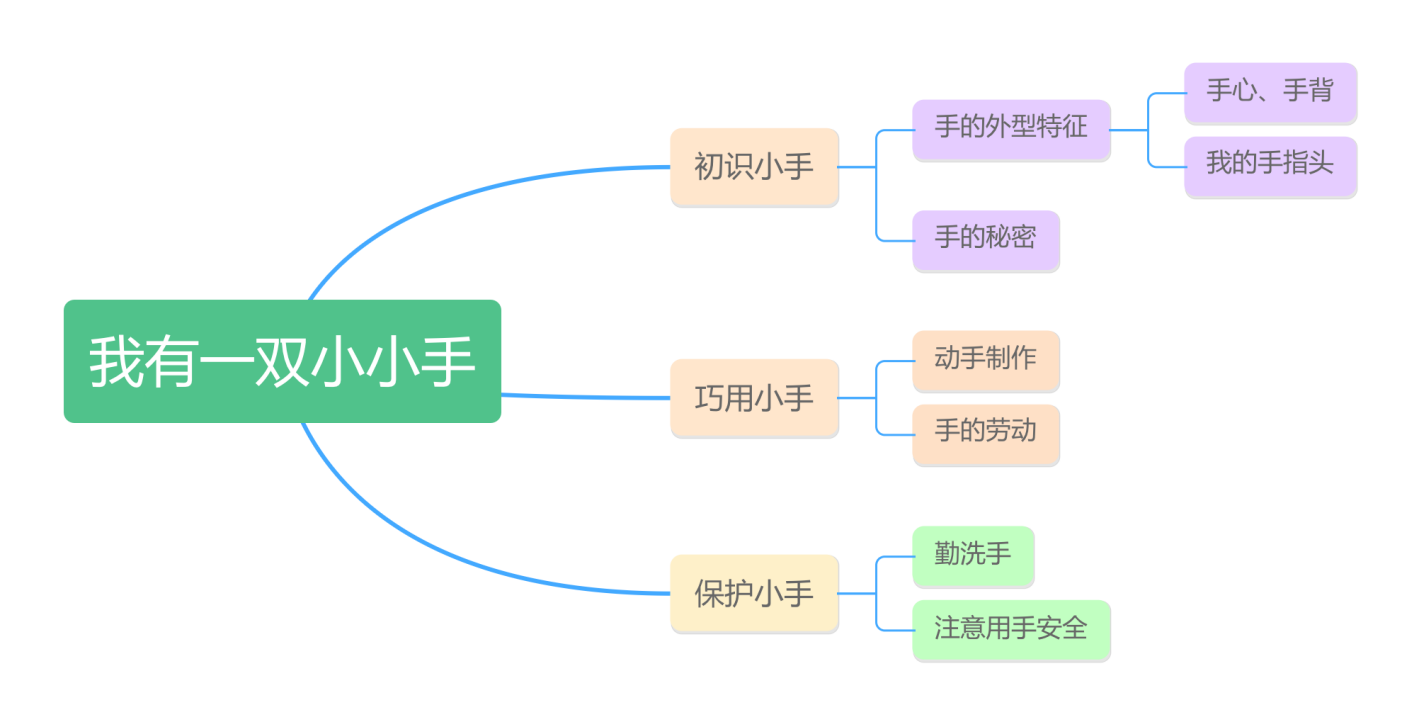 我有一双小小手
初识小手
手的外型特征
手心、手背
我的手指头
手的秘密
巧用小手
动手制作
手的劳动
保护小手
勤洗手
注意用手安全